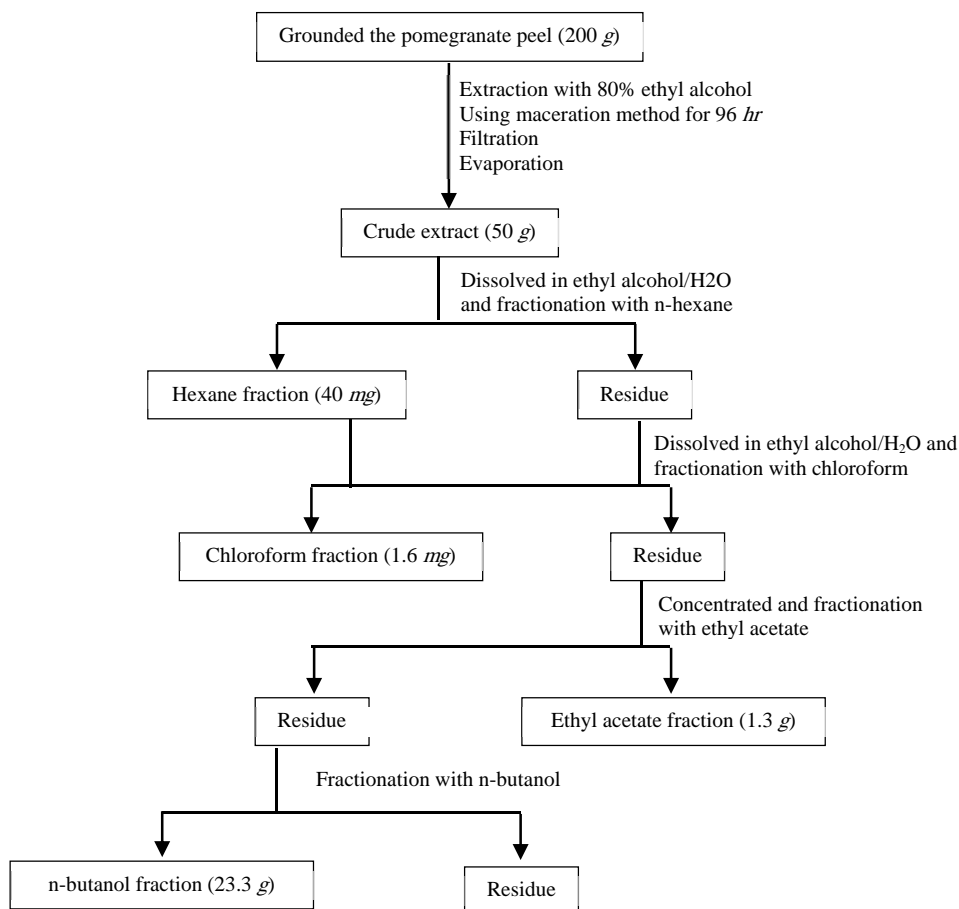 Grounded the pomegranate peel (200 g)
Extraction with 80% ethyl alcohol
Using maceration method for 96 hr
Filtration
Evaporation
Crude extract (50 g)
Dissolved in ethyl alcohol/H2O
and fractionation with n-hexane
Hexane fraction (40 mg)
Residue
Dissolved in ethyl alcohol/H₂O and
fractionation with chloroform
Chloroform fraction (1.6 mg)
Residue
Concentrated and fractionation
with ethyl acetate
Residue
Ethyl acetate fraction (1.3 g)
Fractionation with n-butanol
n-butanol fraction (23.3 g)
Residue